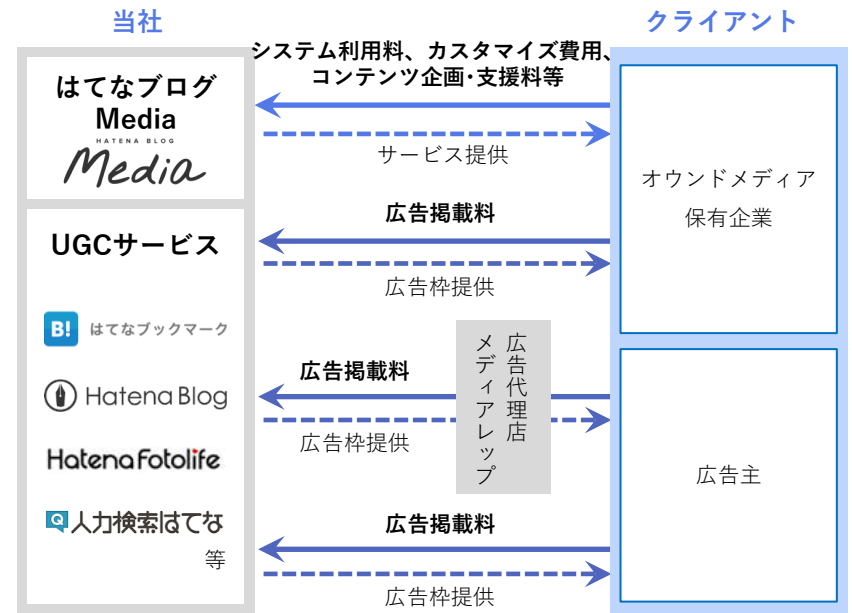 当社
クライアント
システム利用料、カスタマイズ費用、
コンテンツ企画･支援料等
はてなブログ
Media
HATENA BLOG
Media
サービス提供
オウンドメディア
保有企業
広告掲載料
UGCサービス
広告枠提供
B! はてなブックマーク
広告代理店
メディアレップ
広告掲載料
Hatena Blog
広告枠提供
Hatena Fotolife
広告主
Q 人力検索はてな
等
広告掲載料
広告枠提供